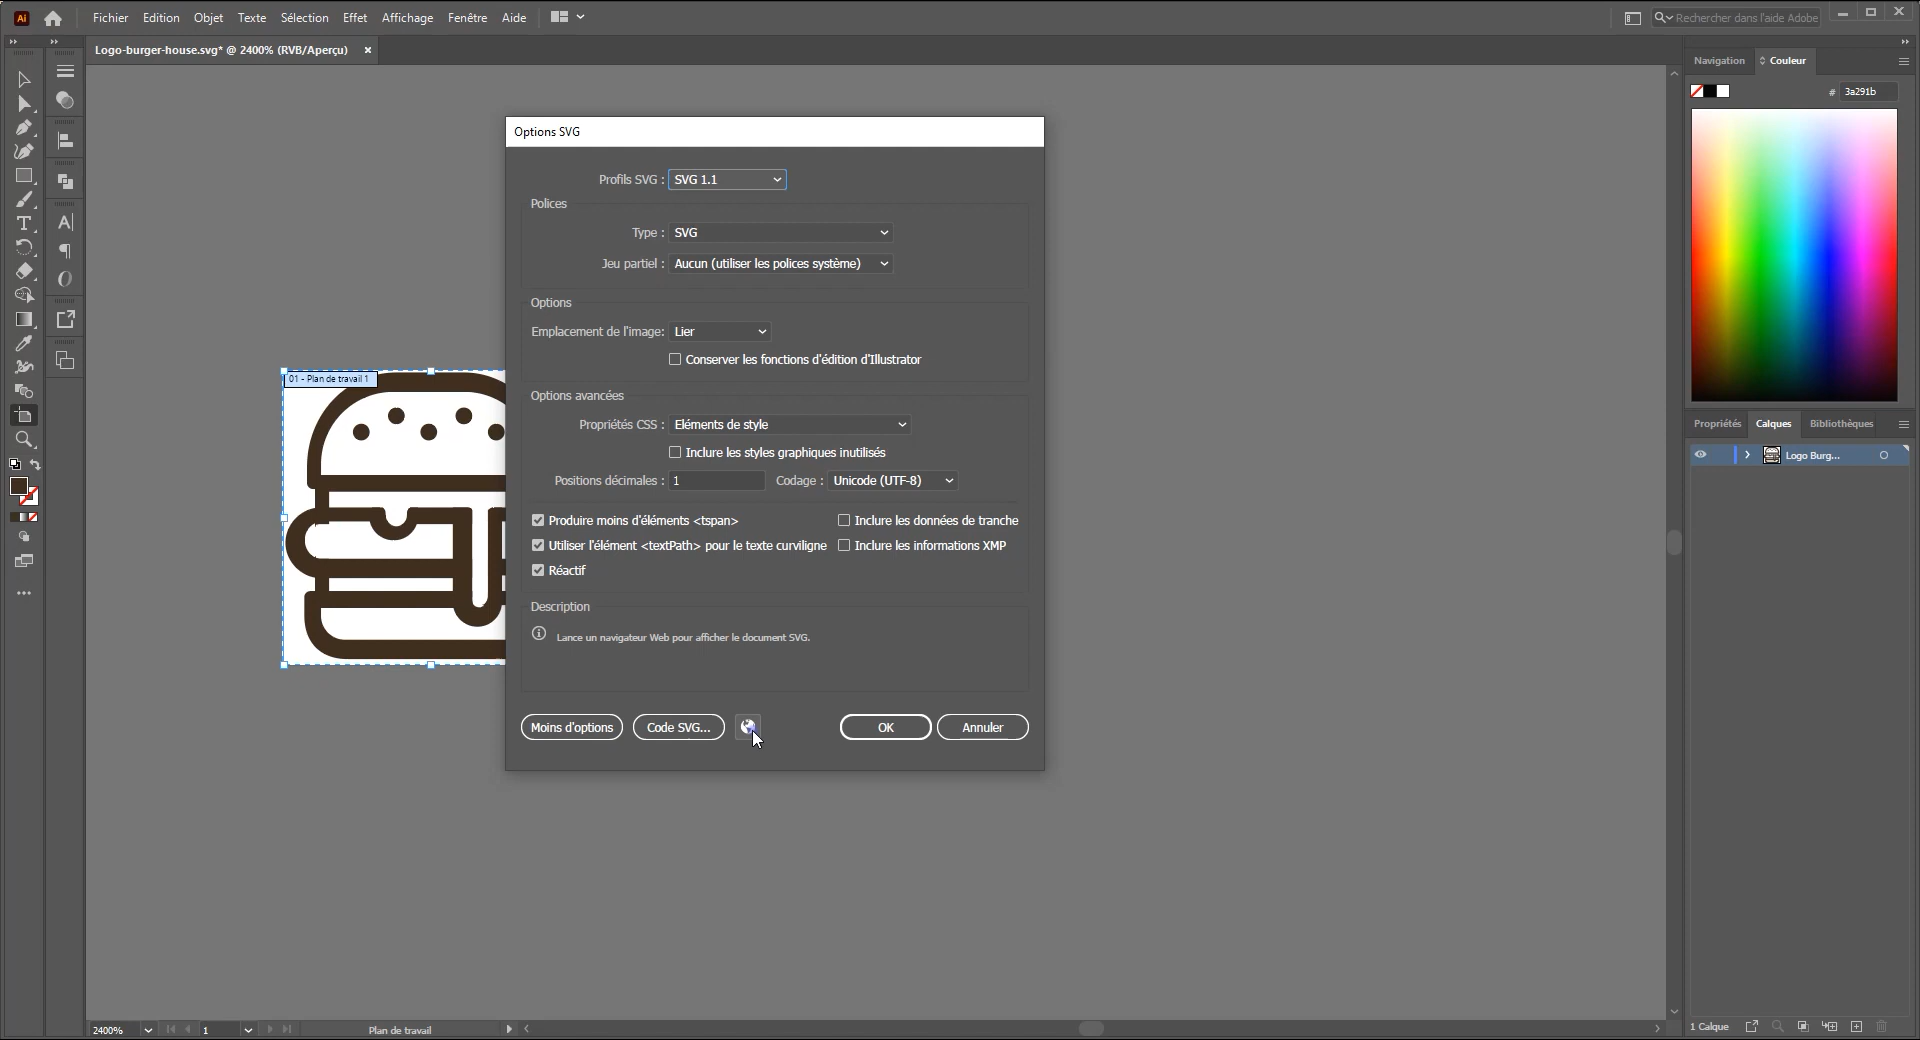 Ai
Fichier Edition Objet Texte Sélection Effet Affichage Fenêtre Aide
Rechercher dans l'aide Adobe
Logo-burger-house.svg* @ 2400% (RVB/Aperçu) ×
Navigation Couleur
# 3a291b
01 - Plan de travail 1
Options SVG
Profils SVG : SVG 1.1
Polices
Type : SVG
Jeu partiel : Aucun (utiliser les polices système)
Options
Emplacement de l'image: Lier
Conserver les fonctions d'édition d'Illustrator
Options avancées
Propriétés CSS : Eléments de style
Inclure les styles graphiques inutilisés
Positions décimales : 1 Codage : Unicode (UTF-8)
Produire moins d'éléments <tspan> Inclure les données de tranche
Utiliser l'élément <textPath> pour le texte curviligne Inclure les informations XMP
Réactif
Description
Lance un navigateur Web pour afficher le document SVG.
Moins d'options Code SVG... OK Annuler
Propriétés Calques Bibliothèques
Logo Burg...
2400% 1 Plan de travail
1 Calque